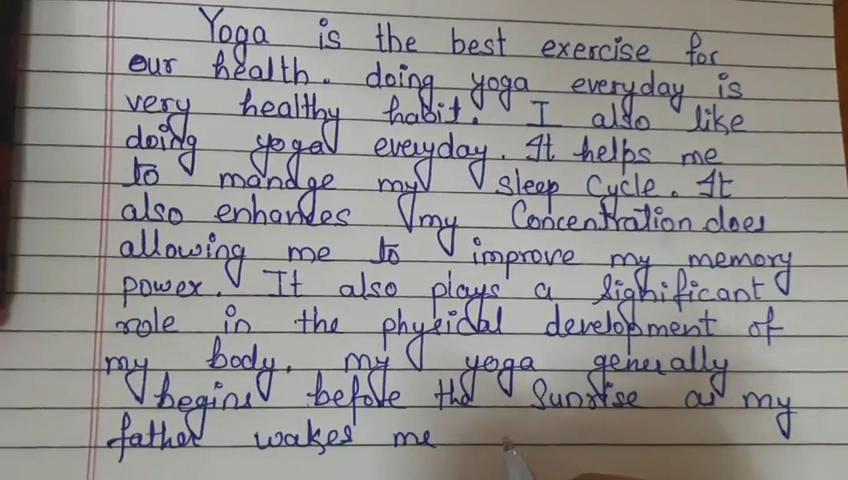 Yoga is the best exercise for
our health. doing yoga everyday is
very healthy habit. I also like
doing yoga everyday. It helps me
to manage my sleep cycle. It
also enhances my Concentration does
allowing me to improve my memory
power. It also plays a significant
role in the physical development of
my body. my yoga generally
begins before the Sunrise as my
father wakes me